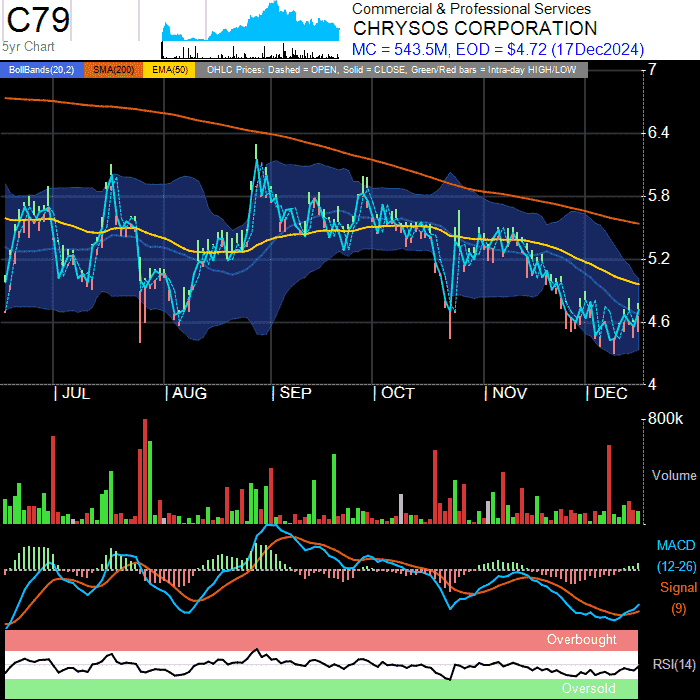 C79
5yr Chart
Commercial & Professional Services
CHRYSOS CORPORATION
MC = 543.5M, EOD = $4.72 (17Dec2024)
BollBands(20,2) SMA(200) EMA(50) OHLC Prices: Dashed = OPEN, Solid = CLOSE, Green/Red bars = Intra-day HIGH/LOW
7
6.4
5.8
5.2
4.6
4
JUL AUG SEP OCT NOV DEC
800k
Volume
MACD
(12-26)
Signal
(9)
Overbought
RSI(14)
Oversold